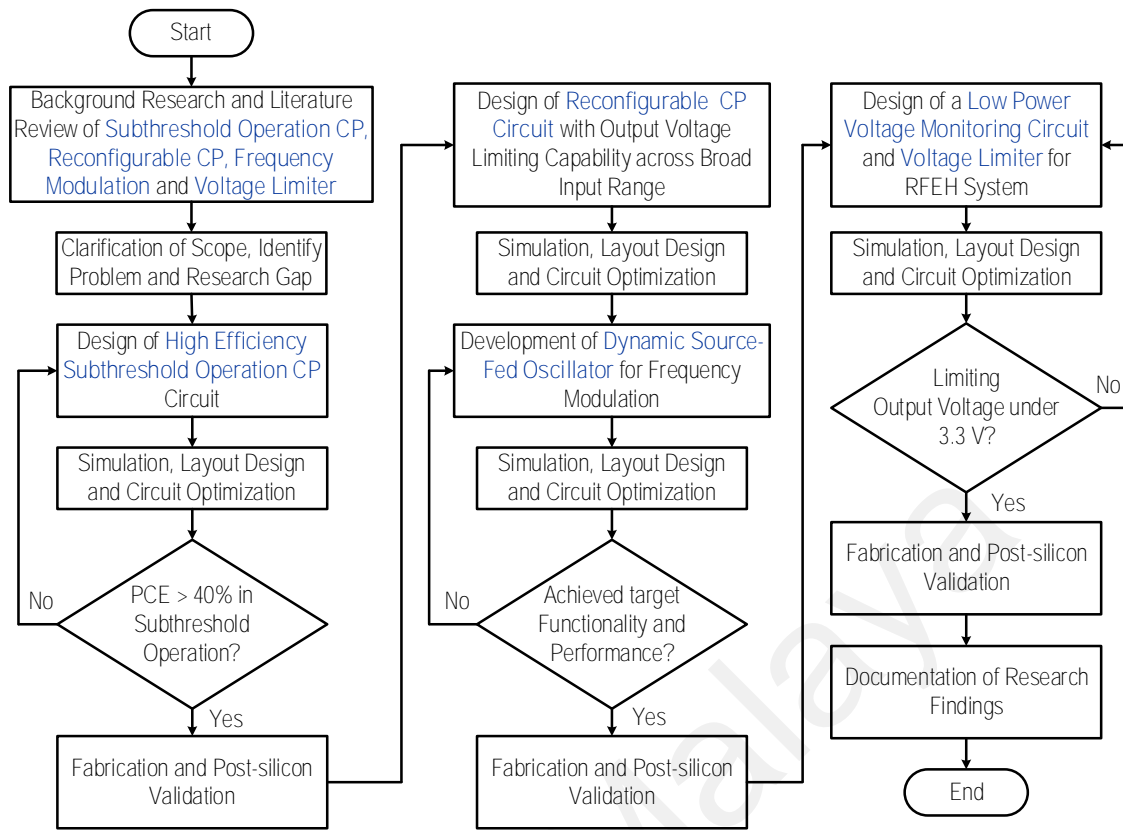 Start
Background Research and Literature
Review of Subthreshold Operation CP,
Reconfigurable CP, Frequency
Modulation and Voltage Limiter
Clarification of Scope, Identify
Problem and Research Gap
Design of High Efficiency
Subthreshold Operation CP
Circuit
Simulation, Layout Design
and Circuit Optimization
PCE > 40% in
Subthreshold
Operation?
No
Yes
Fabrication and Post-silicon
Validation
Design of Reconfigurable CP
Circuit with Output Voltage
Limiting Capability across Broad
Input Range
Simulation, Layout Design
and Circuit Optimization
Development of Dynamic Source-
Fed Oscillator for Frequency
Modulation
Simulation, Layout Design
and Circuit Optimization
Achieved target
Functionality and
Performance?
No
Yes
Fabrication and Post-silicon
Validation
Design of a Low Power
Voltage Monitoring Circuit
and Voltage Limiter for
RFEH System
Simulation, Layout Design
and Circuit Optimization
Limiting
Output Voltage under
3.3 V?
No
Yes
Fabrication and Post-silicon
Validation
Documentation of Research
Findings
End
Malaya